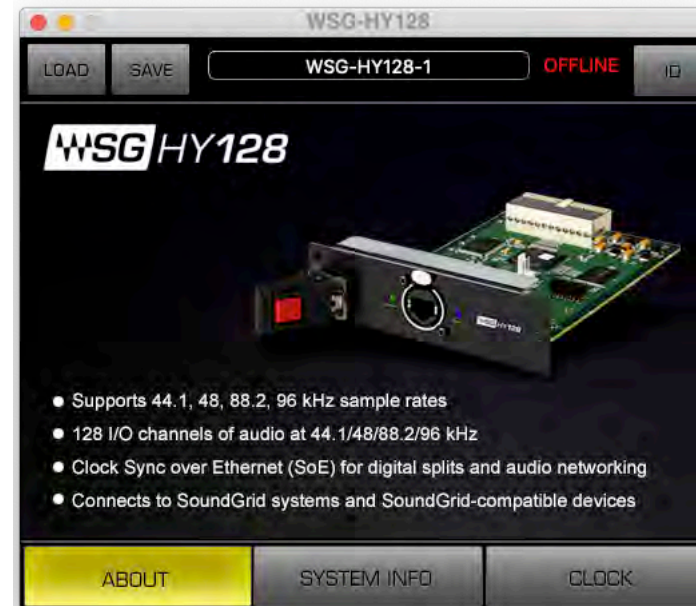 WSG-HY128
LOAD
SAVE
WSG-HY128-1
OFFLINE
ID
WSG HY128
WSG HY128
Supports 44.1, 48, 88.2, 96 kHz sample rates
128 I/O channels of audio at 44.1/48/88.2/96 kHz
Clock Sync over Ethernet (SoE) for digital splits and audio networking
Connects to SoundGrid systems and SoundGrid-compatible devices
ABOUT
SYSTEM INFO
CLOCK